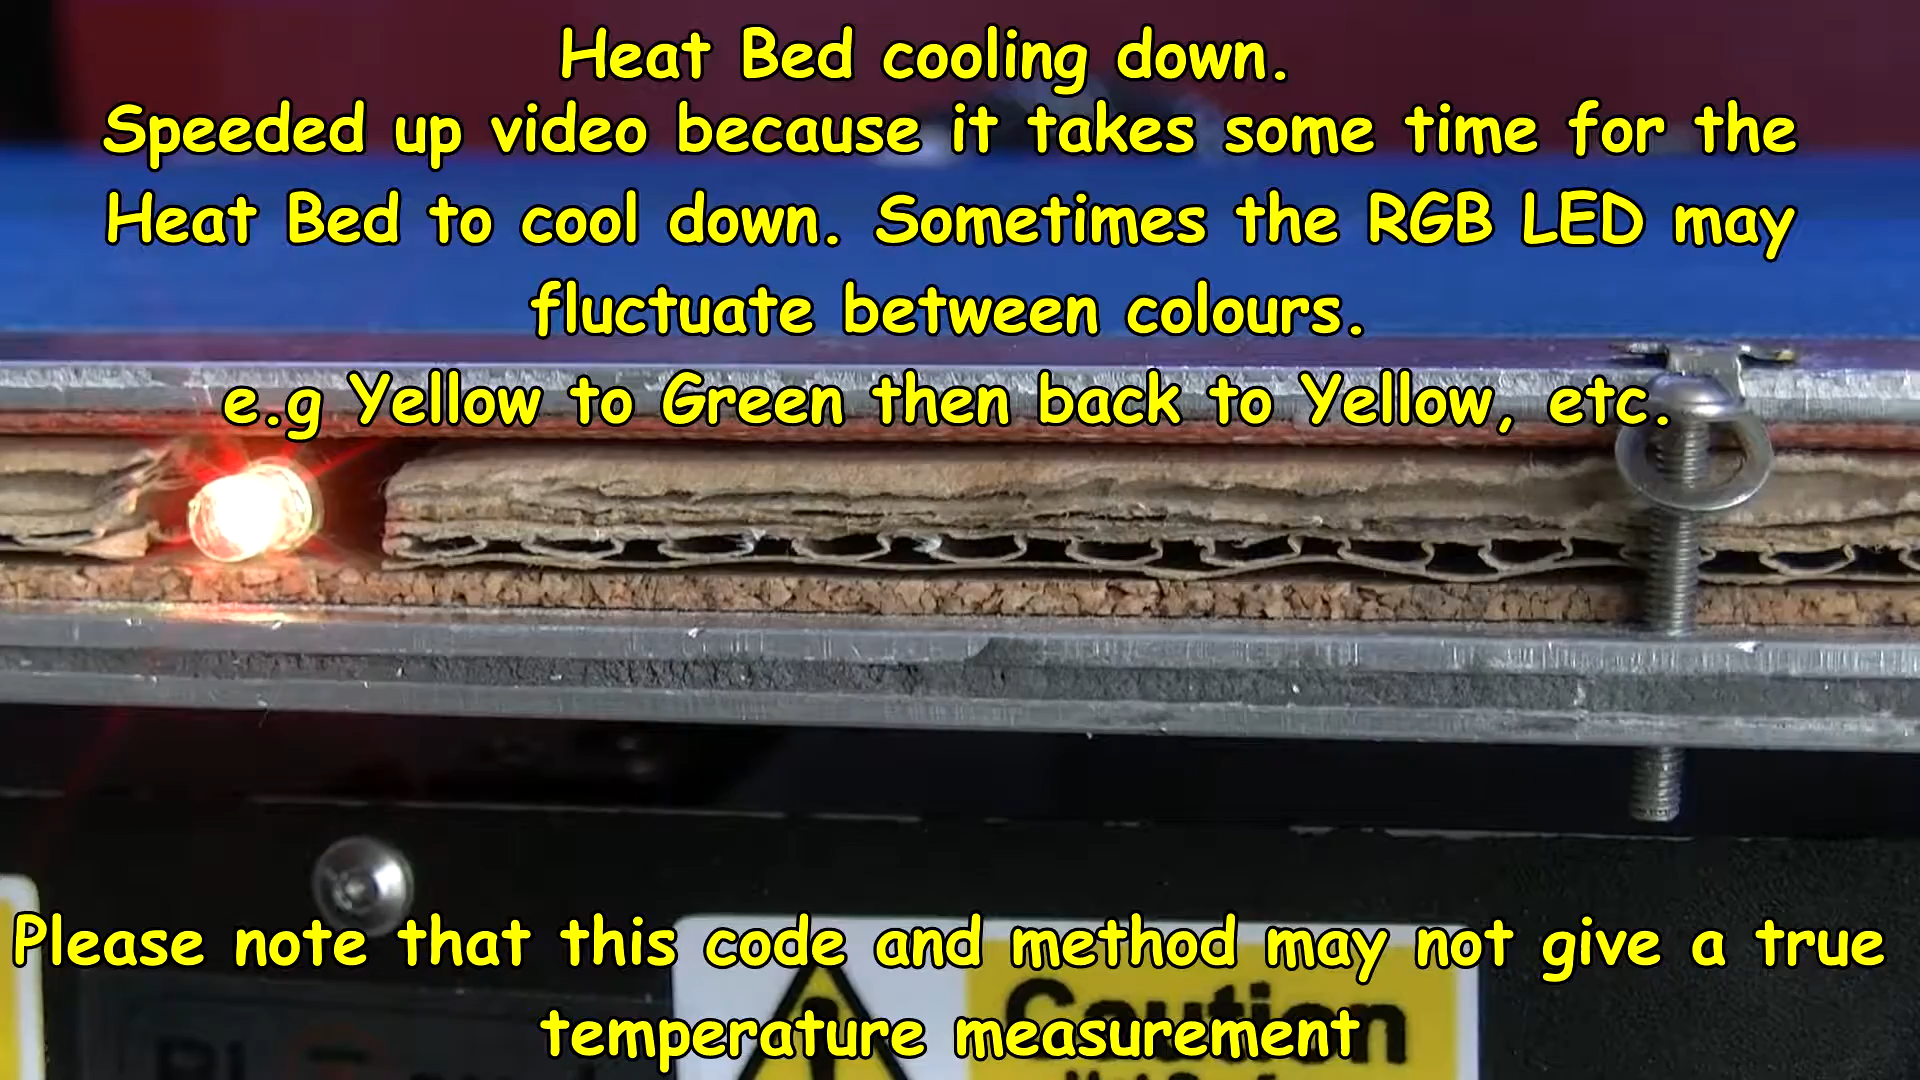 Heat Bed cooling down.
Speeded up video because it takes some time for the
Heat Bed to cool down. Sometimes the RGB LED may
fluctuate between colours.
e.g Yellow to Green then back to Yellow, etc.
Please note that this code and method may not give a true
temperature measurement
Caution